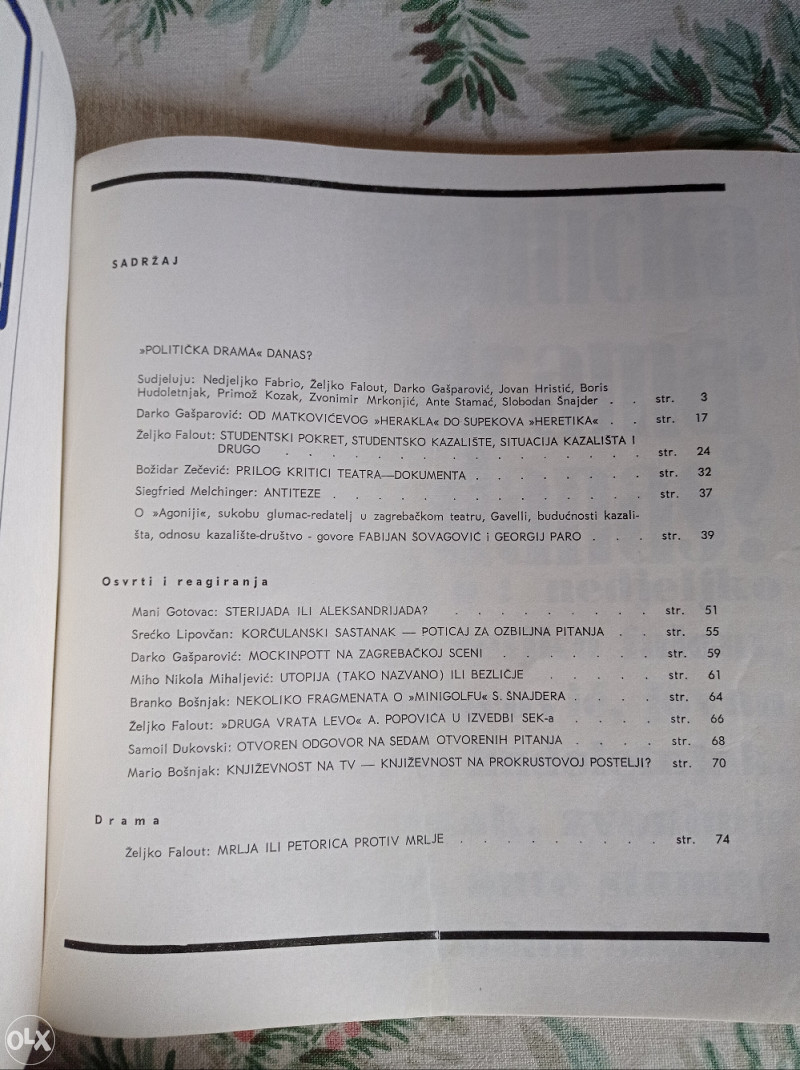 SADRŽAJ
»POLITIČKA DRAMA« DANAS?
Sudjeluju: Nedjeljko Fabrio, Željko Falout, Darko Gašparović, Jovan Hristić, Boris
Hudoletnjak, Primož Kozak, Zvonimir Mrkonjić, Ante Stamać, Slobodan Šnajder . . str. 3
Darko Gašparović: OD MATKOVIĆEVOG »HERAKLA« DO SUPEKOVA »HERETIKA« . . str. 17
Željko Falout: STUDENTSKI POKRET, STUDENTSKO KAZALIŠTE, SITUACIJA KAZALIŠTA I
DRUGO . . . . . . . . . . . . . str. 24
Božidar Zečević: PRILOG KRITICI TEATRA—DOKUMENTA . . . . . . . str. 32
Siegfried Melchinger: ANTITEZE . . . . . . . . . . . . str. 37
O »Agoniji«, sukobu glumac-redatelj u zagrebačkom teatru, Gavelli, budućnosti kazali-
šta, odnosu kazalište-društvo - govore FABIJAN ŠOVAGOVIĆ i GEORGIJ PARO . . . str. 39
Osvrti i reagiranja
Mani Gotovac: STERIJADA ILI ALEKSANDRIJADA? . . . . . . . . . str. 51
Srećko Lipovčan: KORČULANSKI SASTANAK — POTICAJ ZA OZBILJNA PITANJA . . str. 55
Darko Gašparović: MOCKINPOTT NA ZAGREBAČKOJ SCENI . . . . . . . str. 59
Miho Nikola Mihaljević: UTOPIJA (TAKO NAZVANO) ILI BEZLIČJE . . . . . str. 61
Branko Bošnjak: NEKOLIKO FRAGMENATA O »MINIGOLFU« S. ŠNAJDERA . . . . str. 64
Željko Falout: »DRUGA VRATA LEVO« A. POPOVIĆA U IZVEDBI SEK-a . . . . str. 66
Samoil Dukovski: OTVOREN ODGOVOR NA SEDAM OTVORENIH PITANJA . . . . str. 68
Mario Bošnjak: KNJIŽEVNOST NA TV — KNJIŽEVNOST NA PROKRUSTOVOJ POSTELJI? str. 70
Drama
Željko Falout: MRLJA ILI PETORICA PROTIV MRLJE . . . . . . . . . str. 74
OLX